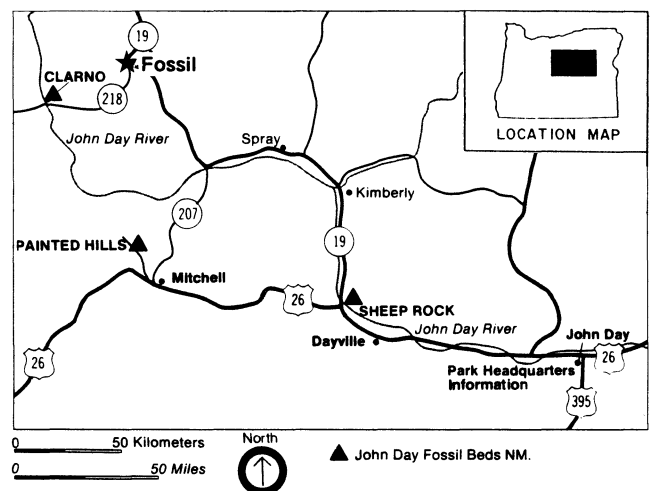 19
Fossil
CLARNO
218
John Day River
Spray
LOCATION MAP
Kimberly
207
19
PAINTED HILLS
Mitchell
26
SHEEP ROCK
John Day River
Dayville
John Day
26
26
Park Headquarters
Information
395
0 50 Kilometers
North
0 50 Miles
John Day Fossil Beds NM.